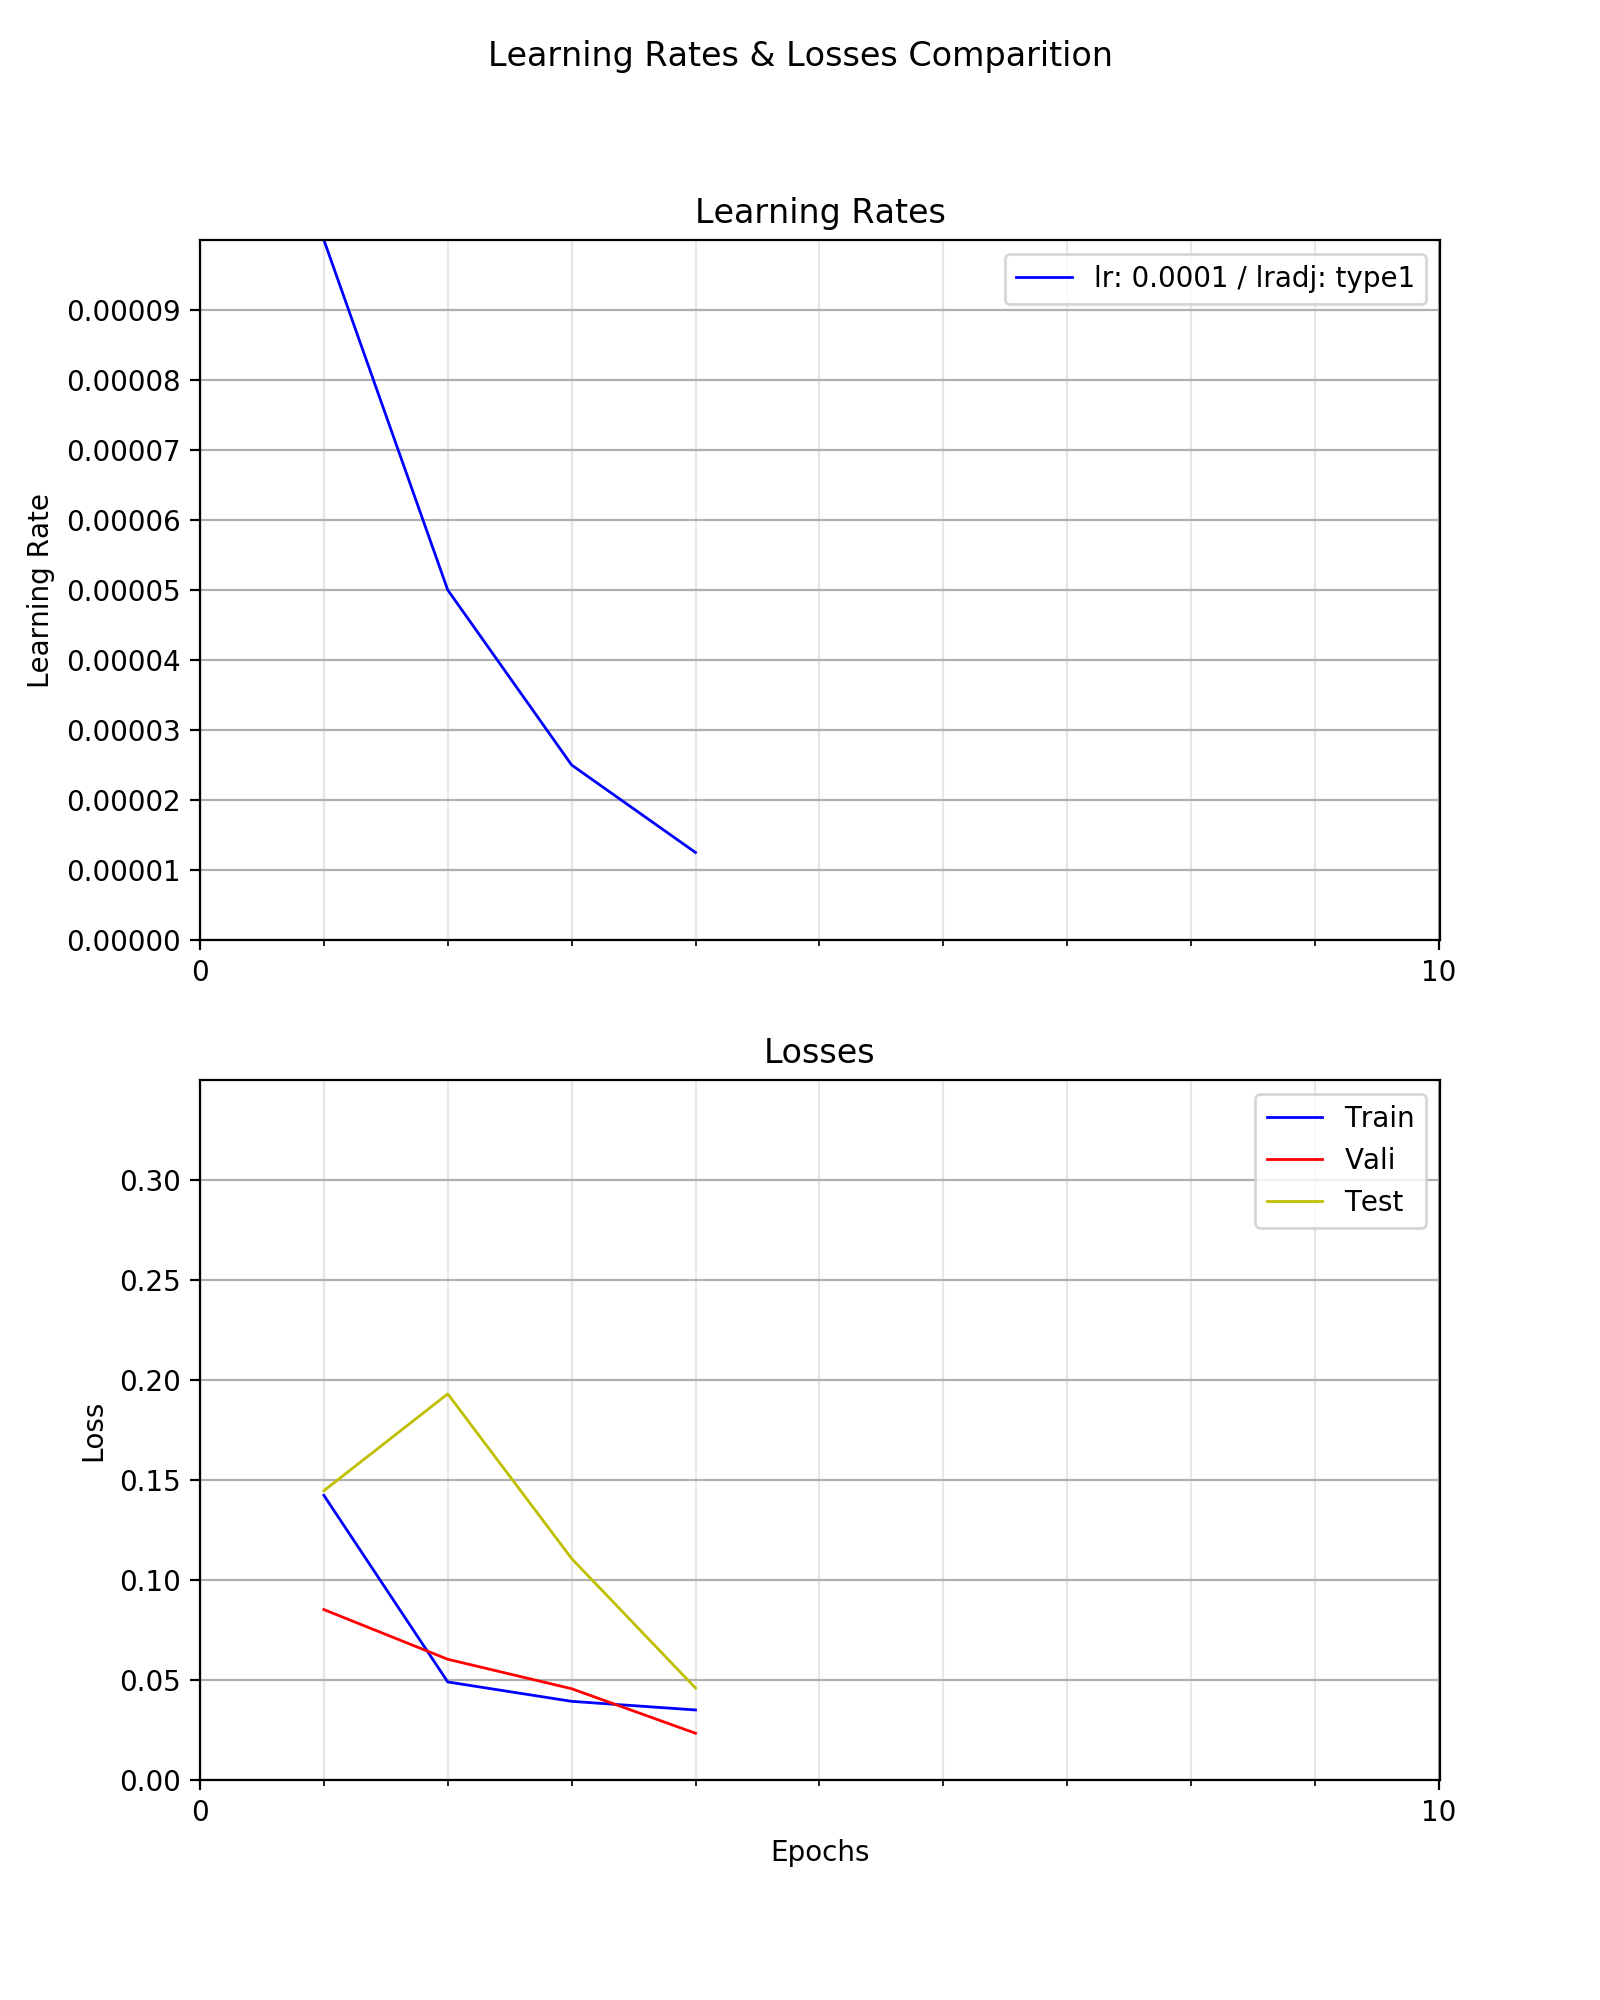 Learning Rates & Losses Comparition
Learning Rates
lr: 0.0001 / lradj: type1
0.00009
0.00008
0.00007
0.00006
0.00005
0.00004
0.00003
0.00002
0.00001
0.00000
Learning Rate
0
10
Losses
Train
Vali
Test
0.30
0.25
0.20
0.15
0.10
0.05
0.00
Loss
0
10
Epochs